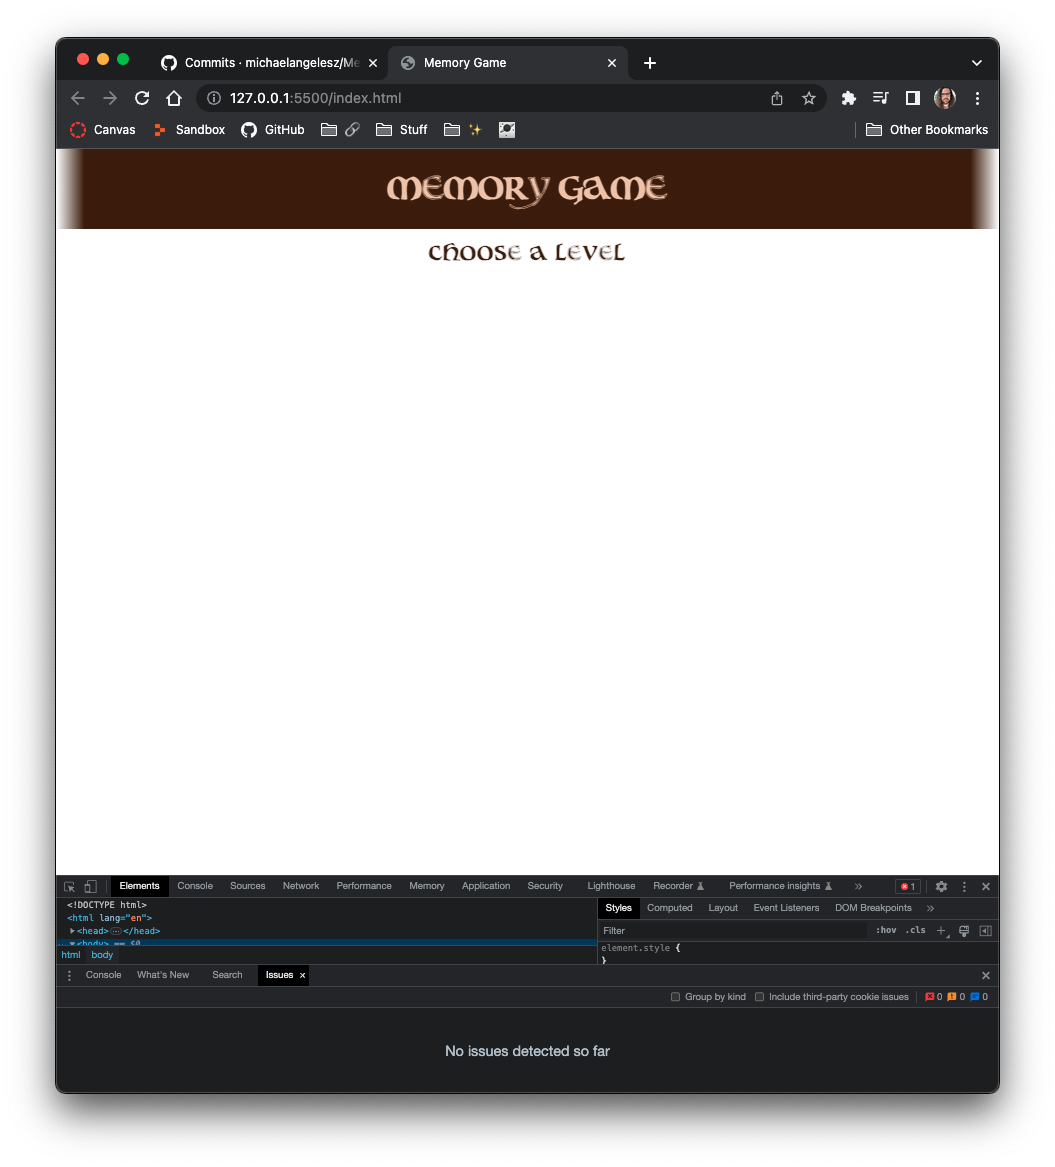 Commits · michaelangelesz/Me
Memory Game
127.0.0.1:5500/index.html
Canvas Sandbox GitHub Stuff Other Bookmarks
MEMORY GAME
CHOOSE A LEVEL
Elements Console Sources Network Performance Memory Application Security Lighthouse Recorder Performance insights » 1
<!DOCTYPE html>
<html lang="en">
<head>…</head>
<body> == $0
html body
Styles Computed Layout Event Listeners DOM Breakpoints »
Filter :hov .cls
element.style {
}
Console What's New Search Issues
Group by kind Include third-party cookie issues 0 0 0
No issues detected so far